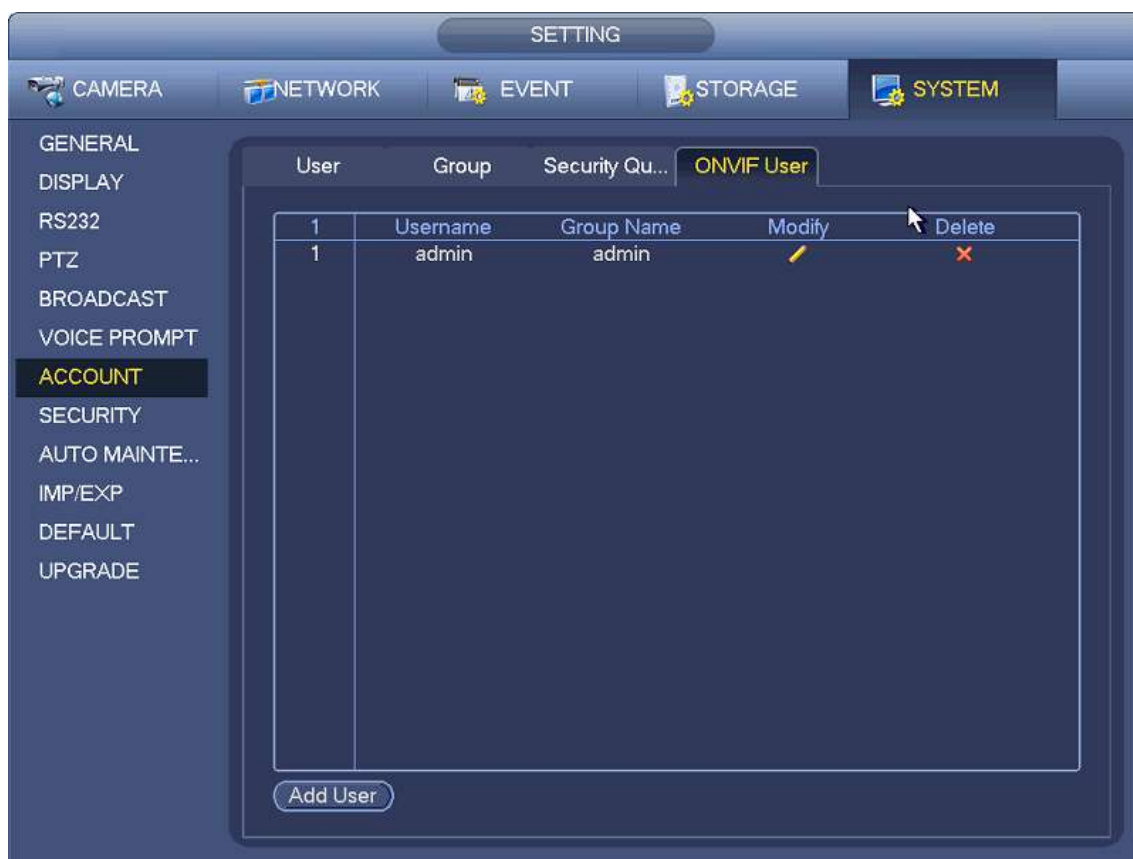 SETTING
CAMERA NETWORK EVENT STORAGE SYSTEM
GENERAL
DISPLAY
RS232
PTZ
BROADCAST
VOICE PROMPT
ACCOUNT
SECURITY
AUTO MAINTE...
IMP/EXP
DEFAULT
UPGRADE
User Group Security Qu... ONVIF User
1 Username Group Name Modify Delete
1 admin admin
Add User